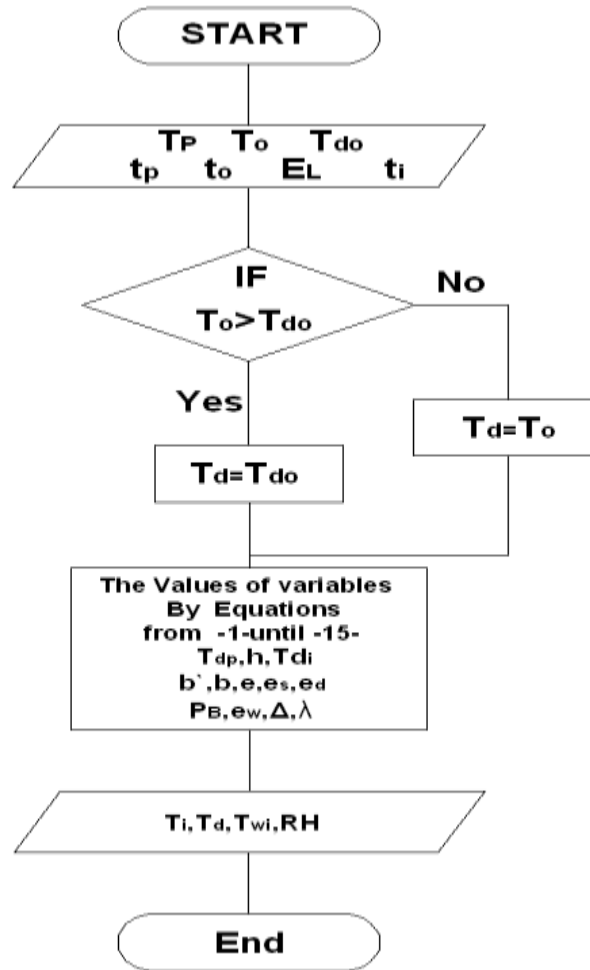 START
TP To Tdo
tp to EL ti
IF
To>Tdo
No
Yes
Td=To
Td=Tdo
The Values of variables
By Equations
from -1-until -15-
Tdp,h,Tdi
b`,b,e,es,ed
PB,ew,Δ,λ
Ti,Td,Twi,RH
End